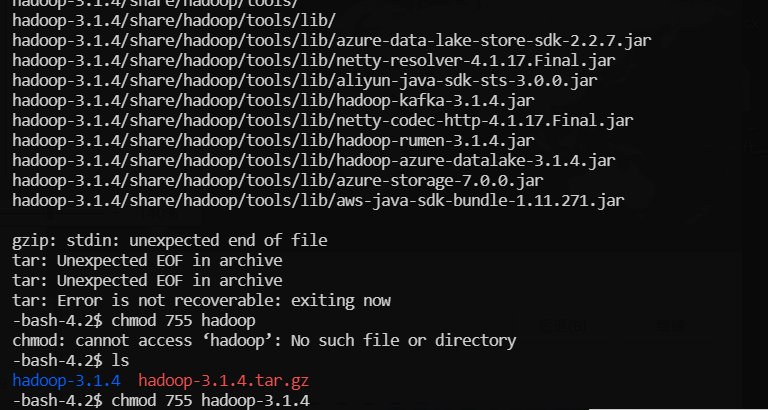 hadoop-3.1.4/share/hadoop/tools/
hadoop-3.1.4/share/hadoop/tools/lib/
hadoop-3.1.4/share/hadoop/tools/lib/azure-data-lake-store-sdk-2.2.7.jar
hadoop-3.1.4/share/hadoop/tools/lib/netty-resolver-4.1.17.Final.jar
hadoop-3.1.4/share/hadoop/tools/lib/aliyun-java-sdk-sts-3.0.0.jar
hadoop-3.1.4/share/hadoop/tools/lib/hadoop-kafka-3.1.4.jar
hadoop-3.1.4/share/hadoop/tools/lib/netty-codec-http-4.1.17.Final.jar
hadoop-3.1.4/share/hadoop/tools/lib/hadoop-rumen-3.1.4.jar
hadoop-3.1.4/share/hadoop/tools/lib/hadoop-azure-datalake-3.1.4.jar
hadoop-3.1.4/share/hadoop/tools/lib/azure-storage-7.0.0.jar
hadoop-3.1.4/share/hadoop/tools/lib/aws-java-sdk-bundle-1.11.271.jar
gzip: stdin: unexpected end of file
tar: Unexpected EOF in archive
tar: Unexpected EOF in archive
tar: Error is not recoverable: exiting now
-bash-4.2$ chmod 755 hadoop
chmod: cannot access ‘hadoop’: No such file or directory
-bash-4.2$ ls
hadoop-3.1.4  hadoop-3.1.4.tar.gz
-bash-4.2$ chmod 755 hadoop-3.1.4